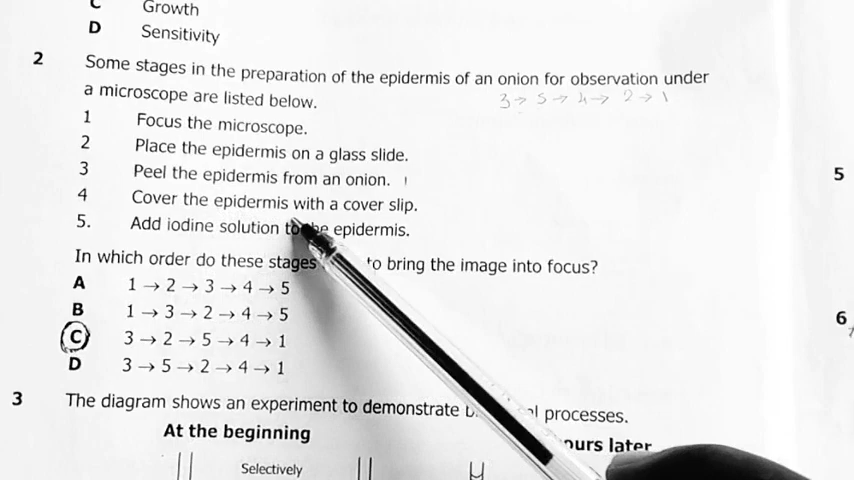 C Growth
D Sensitivity
2 Some stages in the preparation of the epidermis of an onion for observation under
a microscope are listed below.
3 → 5 → 4 → 2 → 1
1 Focus the microscope.
2 Place the epidermis on a glass slide.
3 Peel the epidermis from an onion.
4 Cover the epidermis with a cover slip.
5. Add iodine solution to the epidermis.
In which order do these stages to bring the image into focus?
A 1 → 2 → 3 → 4 → 5
B 1 → 3 → 2 → 4 → 5
C 3 → 2 → 5 → 4 → 1
D 3 → 5 → 2 → 4 → 1
3 The diagram shows an experiment to demonstrate processes.
At the beginning ours later
Selectively
5
6